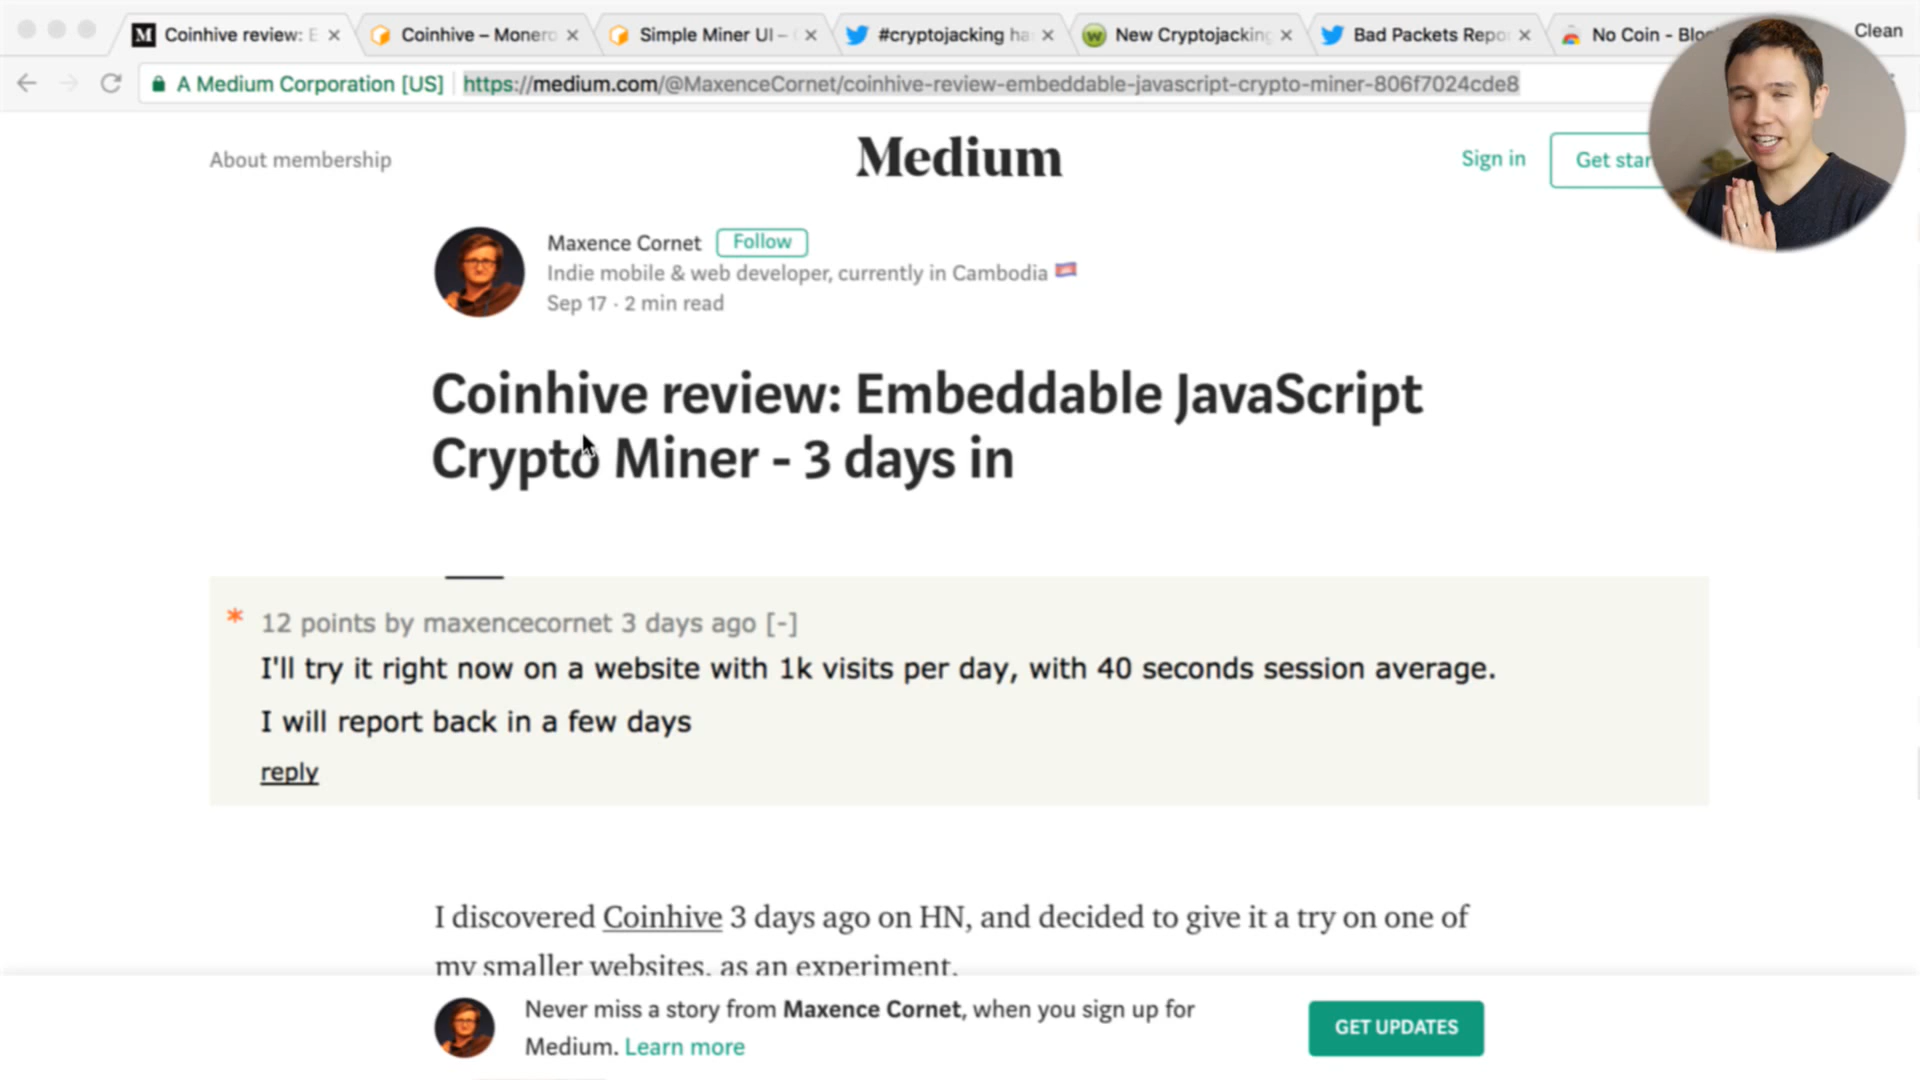 Coinhive review: E
Coinhive – Monero
Simple Miner UI –
#cryptojacking ha
New Cryptojacking
Bad Packets Repo
No Coin - Blo
Clean
A Medium Corporation [US]
https://medium.com/@MaxenceCornet/coinhive-review-embeddable-javascript-crypto-miner-806f7024cde8
About membership
Medium
Sign in
Get star
Maxence Cornet
Follow
Indie mobile & web developer, currently in Cambodia
Sep 17 · 2 min read
Coinhive review: Embeddable JavaScript
Crypto Miner - 3 days in
* 12 points by maxencecornet 3 days ago [-]
I'll try it right now on a website with 1k visits per day, with 40 seconds session average.
I will report back in a few days
reply
I discovered Coinhive 3 days ago on HN, and decided to give it a try on one of
my smaller websites, as an experiment.
Never miss a story from Maxence Cornet, when you sign up for
Medium. Learn more
GET UPDATES